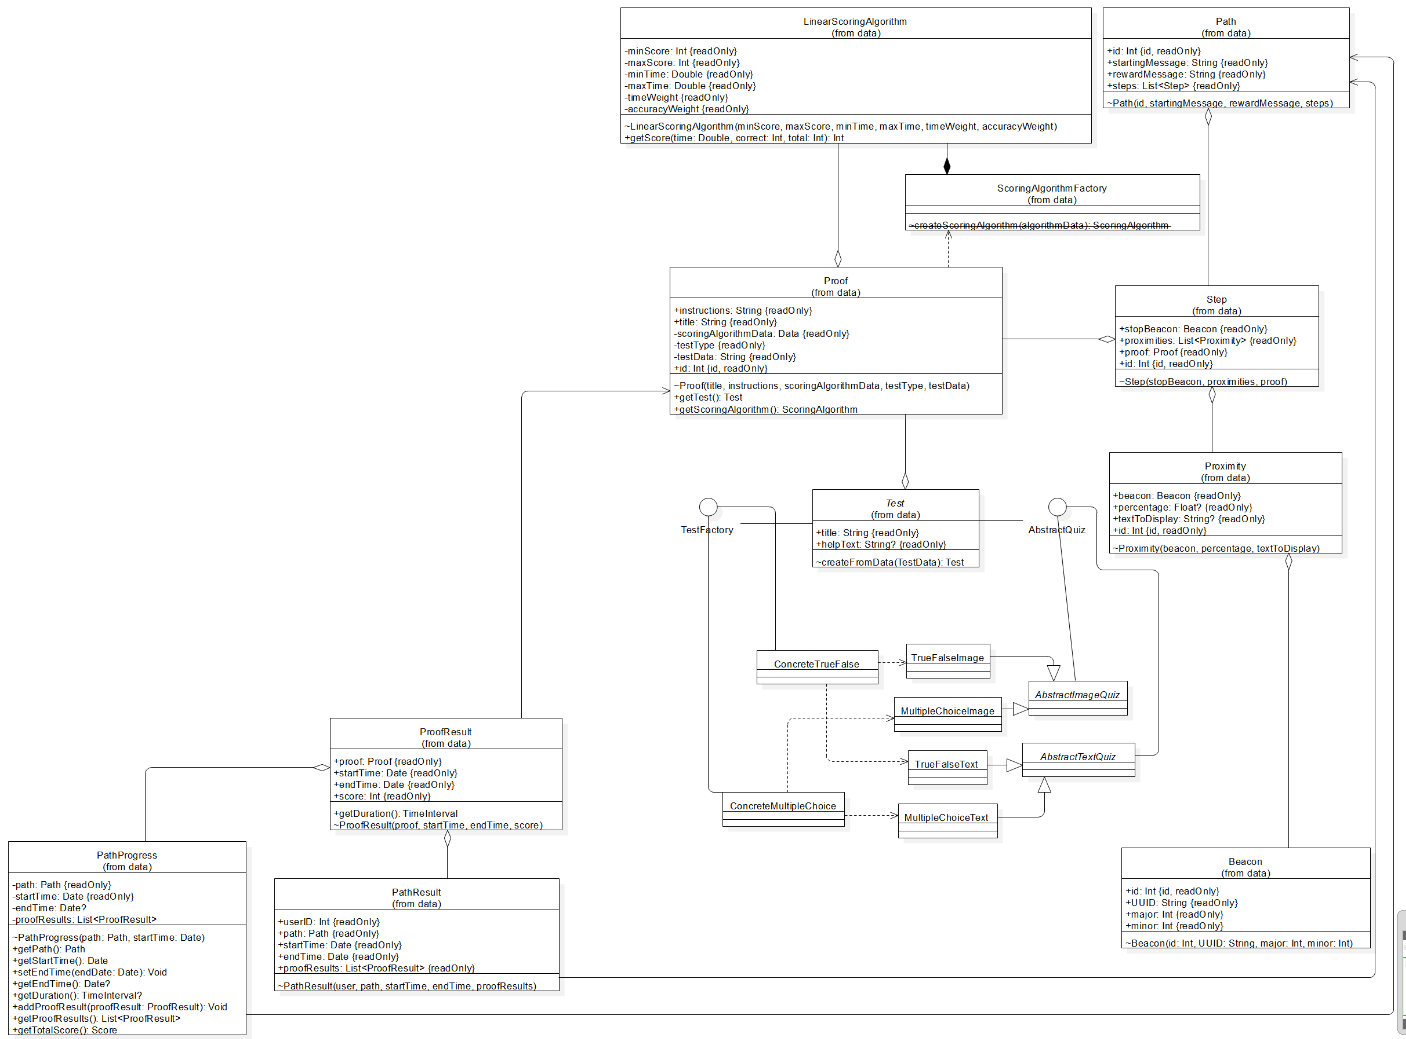 LinearScoringAlgorithm
(from data)
-minScore: Int {readOnly}
-maxScore: Int {readOnly}
-minTime: Double {readOnly}
-maxTime: Double {readOnly}
-timeWeight {readOnly}
-accuracyWeight {readOnly}
~LinearScoringAlgorithm(minScore, maxScore, minTime, maxTime, timeWeight, accuracyWeight)
+getScore(time: Double, correct: Int, total: Int): Int
Path
(from data)
+id: Int {id, readOnly}
+startingMessage: String {readOnly}
+rewardMessage: String {readOnly}
+steps: List<Step> {readOnly}
~Path(id, startingMessage, rewardMessage, steps)
ScoringAlgorithmFactory
(from data)
~createScoringAlgorithm(algorithmData): ScoringAlgorithm
Proof
(from data)
+instructions: String {readOnly}
+title: String {readOnly}
-scoringAlgorithmData: Data {readOnly}
-testType {readOnly}
-testData: String {readOnly}
+id: Int {id, readOnly}
~Proof(title, instructions, scoringAlgorithmData, testType, testData)
+getTest(): Test
+getScoringAlgorithm(): ScoringAlgorithm
Step
(from data)
+stopBeacon: Beacon {readOnly}
+proximities: List<Proximity> {readOnly}
+proof: Proof {readOnly}
+id: Int {id, readOnly}
~Step(stopBeacon, proximities, proof)
Proximity
(from data)
+beacon: Beacon {readOnly}
+percentage: Float? {readOnly}
+textToDisplay: String? {readOnly}
+id: Int {id, readOnly}
~Proximity(beacon, percentage, textToDisplay)
TestFactory
Test
(from data)
+title: String {readOnly}
+helpText: String? {readOnly}
~createFromData(TestData): Test
AbstractQuiz
ConcreteTrueFalse
TrueFalseImage
AbstractImageQuiz
MultipleChoiceImage
TrueFalseText
AbstractTextQuiz
ConcreteMultipleChoice
MultipleChoiceText
ProofResult
(from data)
+proof: Proof {readOnly}
+startTime: Date {readOnly}
+endTime: Date {readOnly}
+score: Int {readOnly}
+getDuration(): TimeInterval
~ProofResult(proof, startTime, endTime, score)
PathProgress
(from data)
-path: Path {readOnly}
-startTime: Date {readOnly}
-endTime: Date?
-proofResults: List<ProofResult>
~PathProgress(path: Path, startTime: Date)
+getPath(): Path
+getStartTime(): Date
+setEndTime(endDate: Date): Void
+getEndTime(): Date?
+getDuration(): TimeInterval?
+addProofResult(proofResult: ProofResult): Void
+getProofResults(): List<ProofResult>
+getTotalScore(): Score
PathResult
(from data)
+userID: Int {readOnly}
+path: Path {readOnly}
+startTime: Date {readOnly}
+endTime: Date {readOnly}
+proofResults: List<ProofResult> {readOnly}
~PathResult(user, path, startTime, endTime, proofResults)
Beacon
(from data)
+id: Int {id, readOnly}
+UUID: String {readOnly}
+major: Int {readOnly}
+minor: Int {readOnly}
~Beacon(id: Int, UUID: String, major: Int, minor: Int)